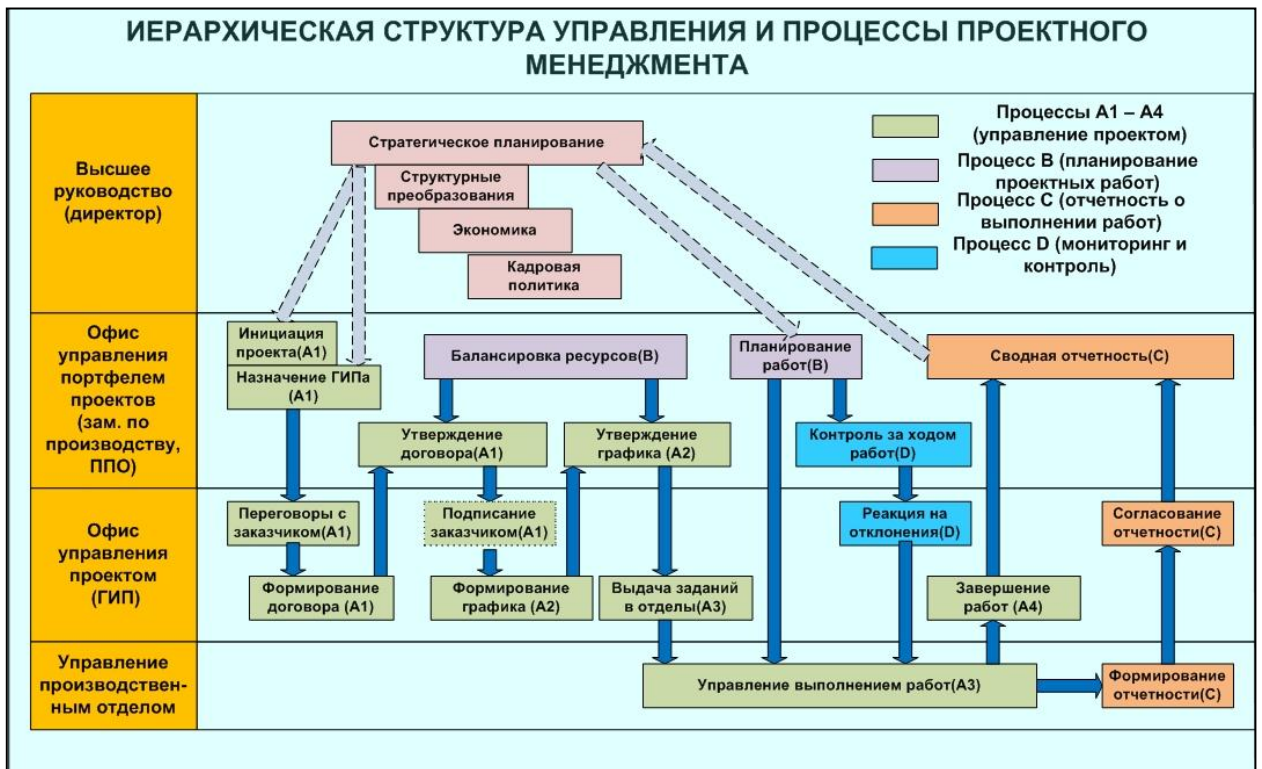 ИЕРАРХИЧЕСКАЯ СТРУКТУРА УПРАВЛЕНИЯ И ПРОЦЕССЫ ПРОЕКТНОГО
МЕНЕДЖМЕНТА
Высшее
руководство
(директор)
Стратегическое планирование
Структурные
преобразования
Экономика
Кадровая
политика
Процессы А1 – А4
(управление проектом)
Процесс В (планирование
проектных работ)
Процесс С (отчетность о
выполнении работ)
Процесс D (мониторинг и
контроль)
Офис
управления
портфелем
проектов
(зам. по
производству,
ППО)
Инициация
проекта(А1)
Назначение ГИПа
(А1)
Балансировка ресурсов(В)
Планирование
работ(В)
Сводная отчетность(С)
Утверждение
договора(А1)
Утверждение
графика (А2)
Контроль за ходом
работ(D)
Офис
управления
проектом
(ГИП)
Переговоры с
заказчиком(А1)
Подписание
заказчиком(А1)
Реакция на
отклонения(D)
Согласование
отчетности(С)
Формирование
договора (А1)
Формирование
графика (А2)
Выдача заданий
в отделы(А3)
Завершение
работ (А4)
Управление
производствен-
ным отделом
Управление выполнением работ(А3)
Формирование
отчетности(С)